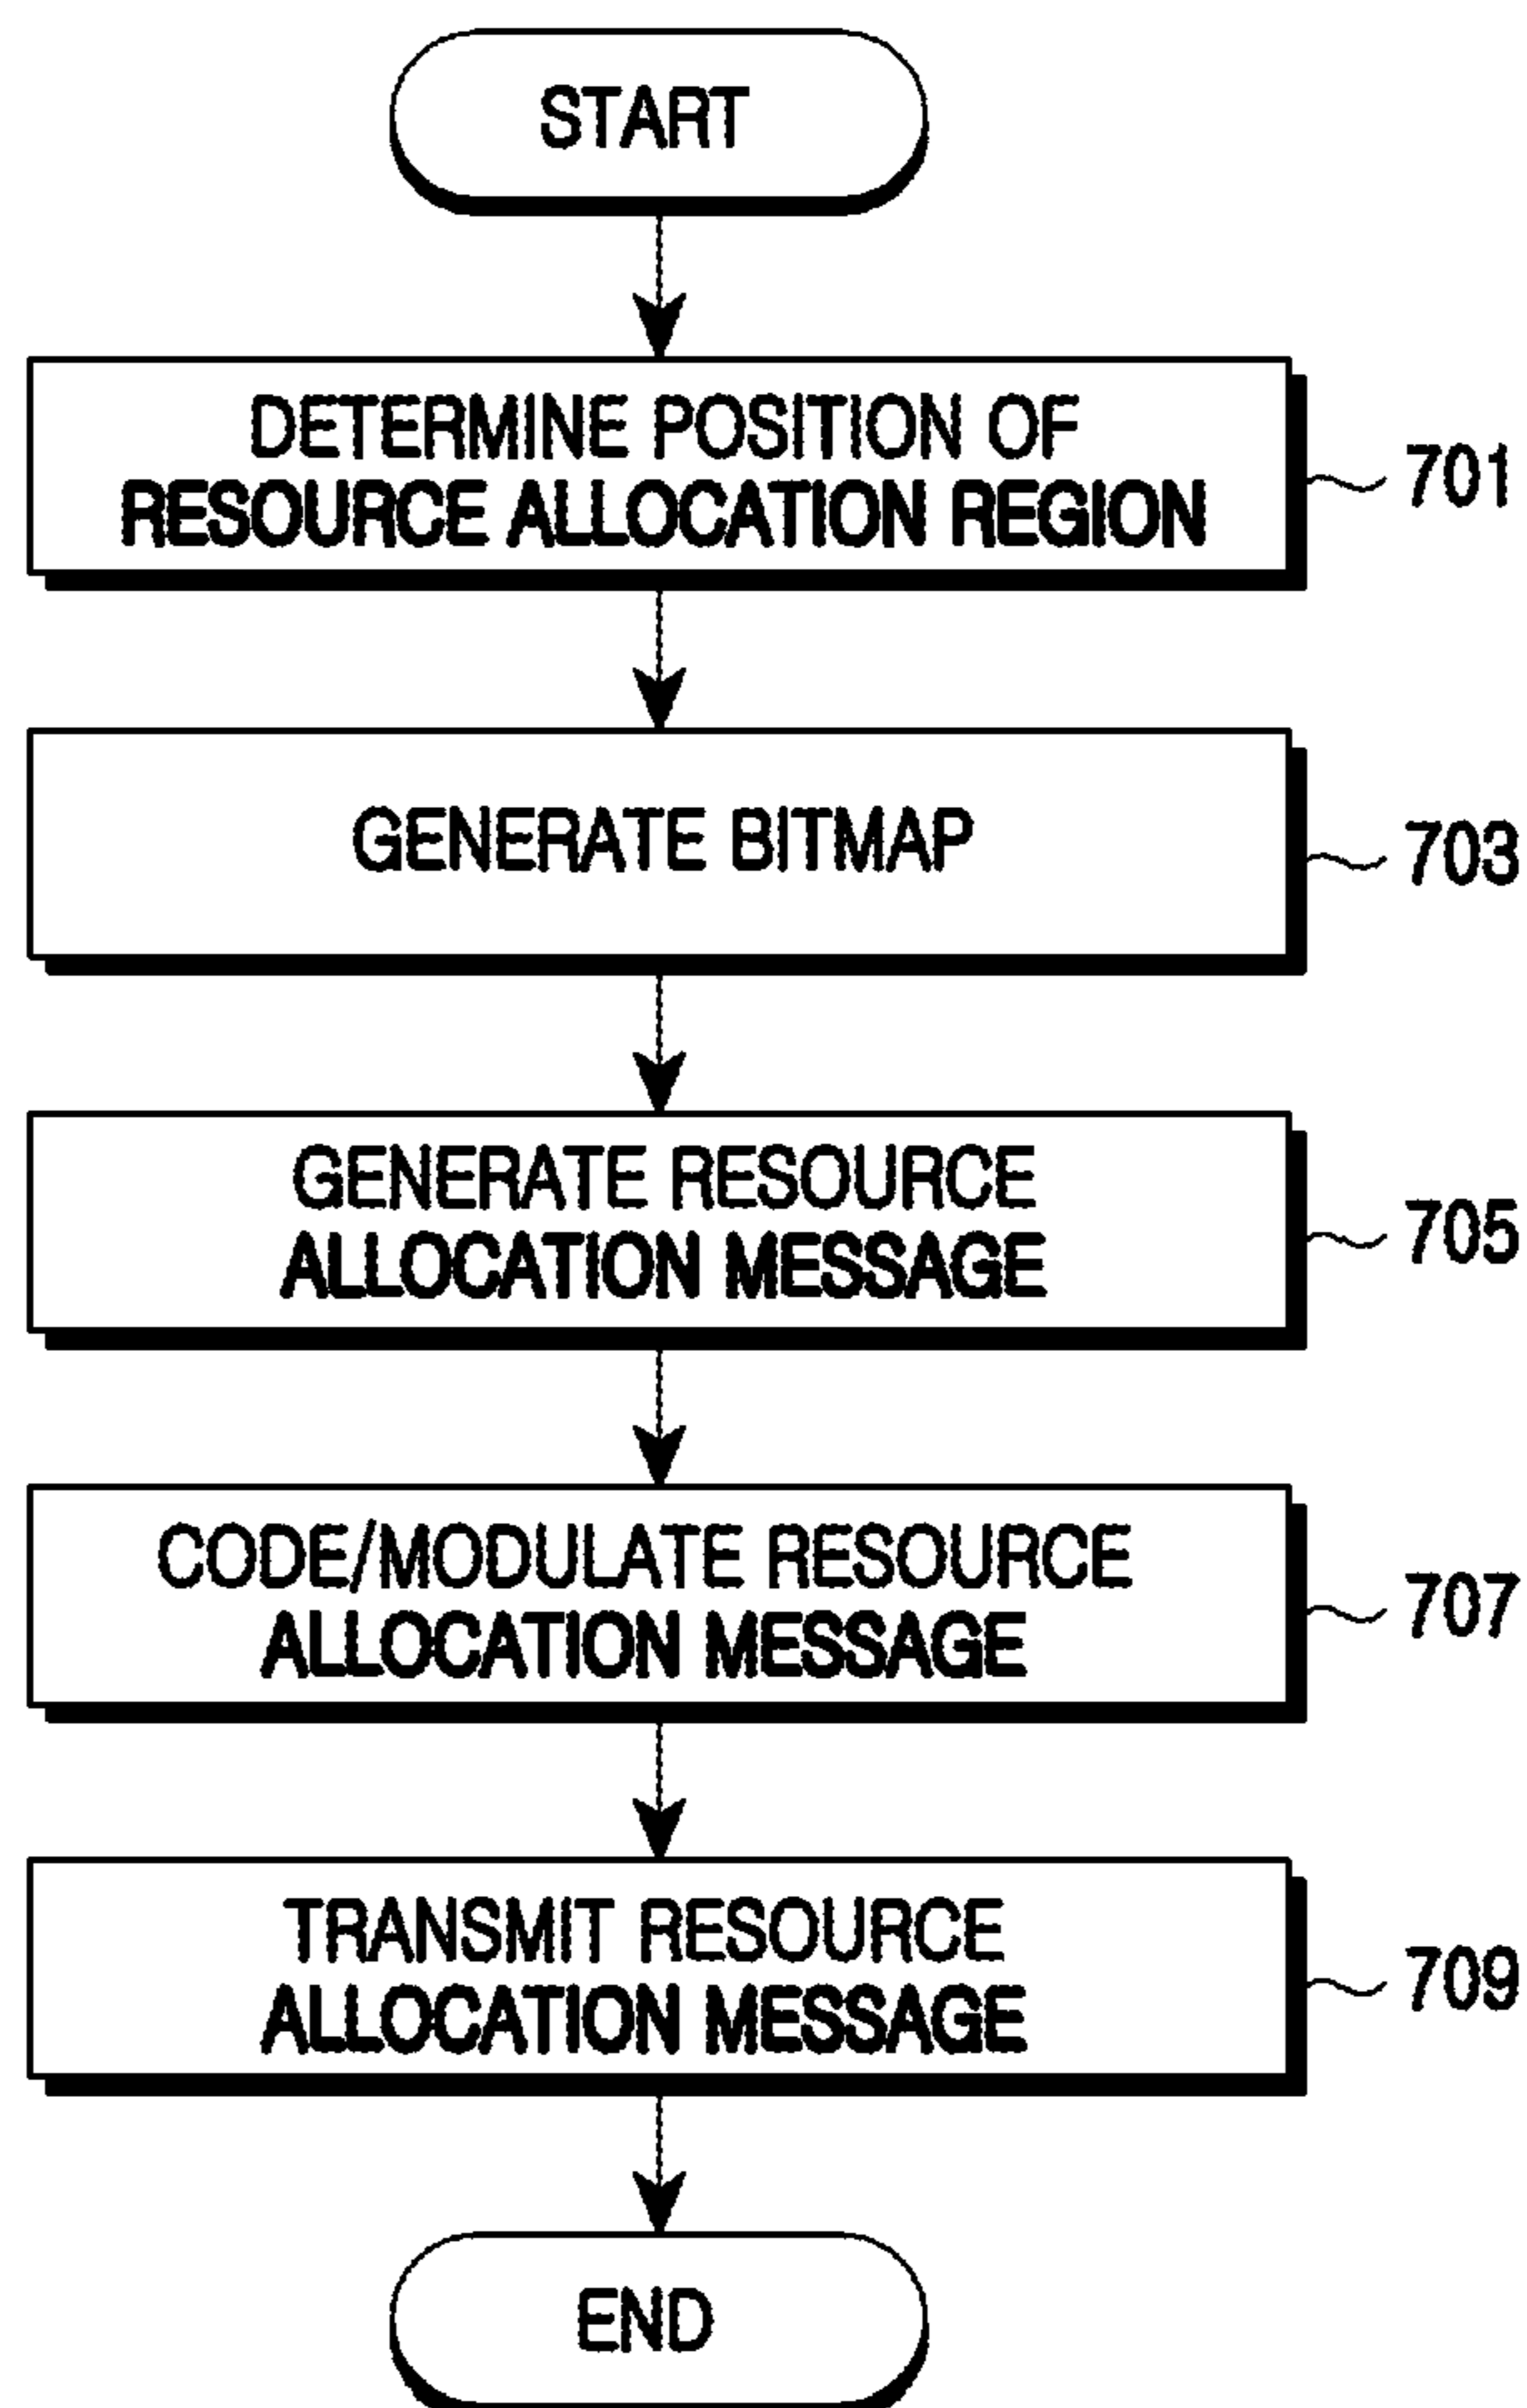 START
DETERMINE POSITION OF
RESOURCE ALLOCATION REGION
701
GENERATE BITMAP
703
GENERATE RESOURCE
ALLOCATION MESSAGE
705
CODE/MODULATE RESOURCE
ALLOCATION MESSAGE
707
TRANSMIT RESOURCE
ALLOCATION MESSAGE
709
END